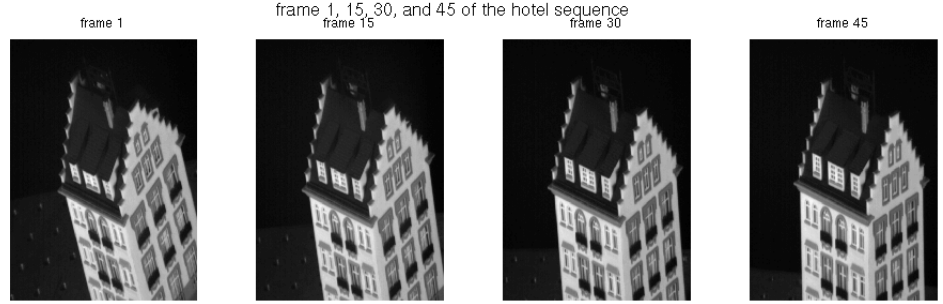 frame 1, 15, 30, and 45 of the hotel sequence
frame 1
frame 15
frame 30
frame 45